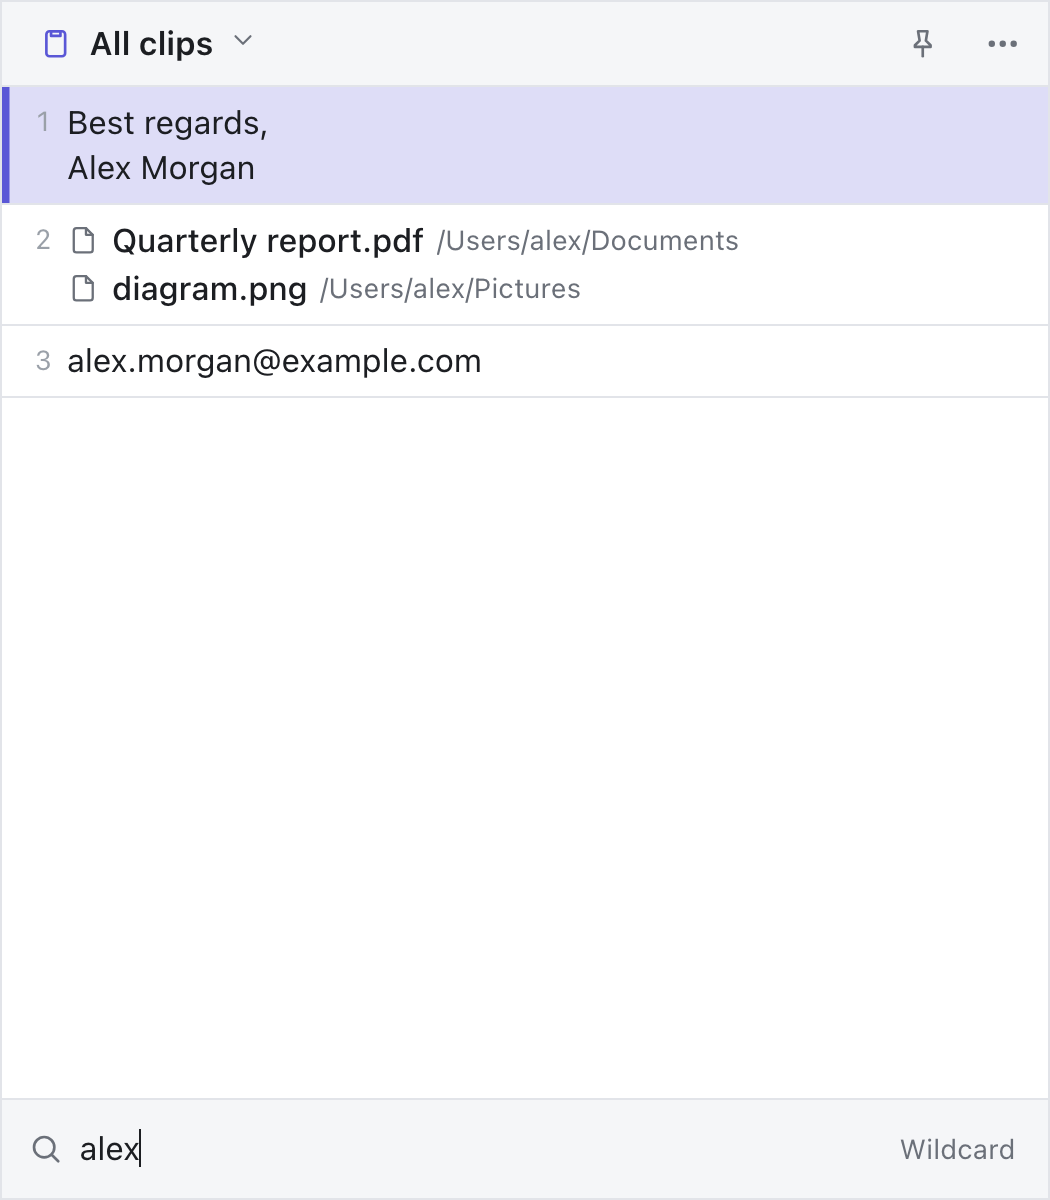 All clips
1 Best regards,
Alex Morgan
2 Quarterly report.pdf /Users/alex/Documents
diagram.png /Users/alex/Pictures
3 alex.morgan@example.com
alex Wildcard